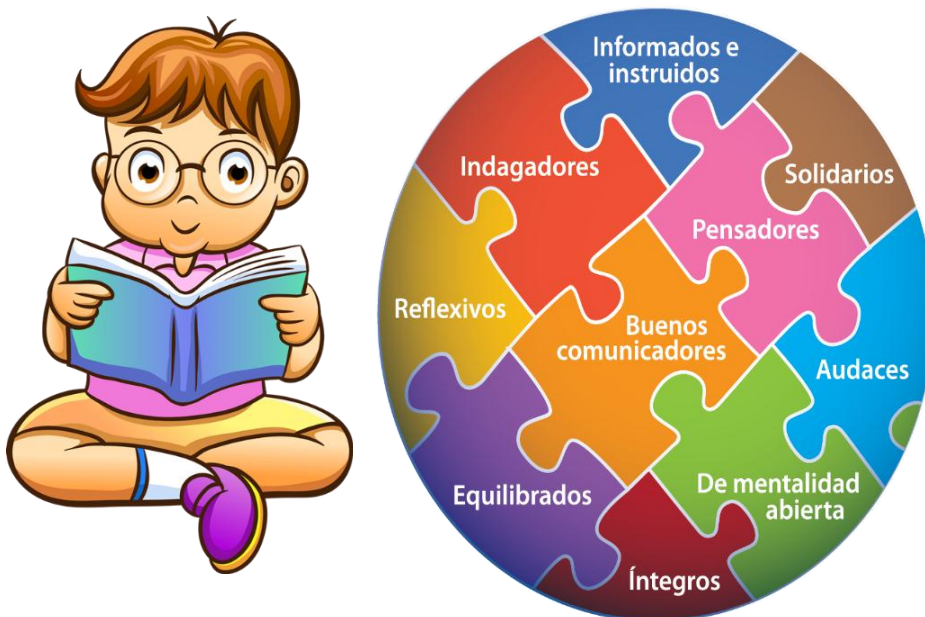 Informados e
instruidos
Indagadores
Solidarios
Pensadores
Reflexivos
Buenos
comunicadores
Audaces
Equilibrados
De mentalidad
abierta
Íntegros